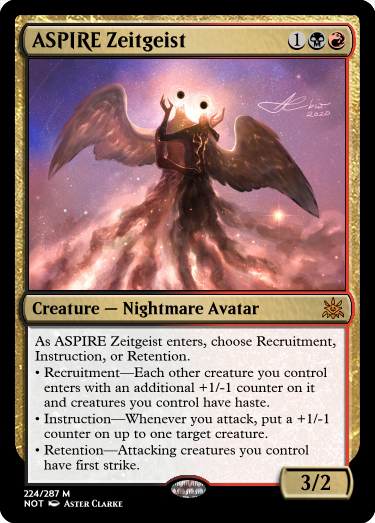 ASPIRE Zeitgeist 1
2020
Creature — Nightmare Avatar
As ASPIRE Zeitgeist enters, choose Recruitment,
Instruction, or Retention.
• Recruitment—Each other creature you control
enters with an additional +1/-1 counter on it
and creatures you control have haste.
• Instruction—Whenever you attack, put a +1/-1
counter on up to one target creature.
• Retention—Attacking creatures you control
have first strike.
3/2
224/287 M
NOT Aster Clarke